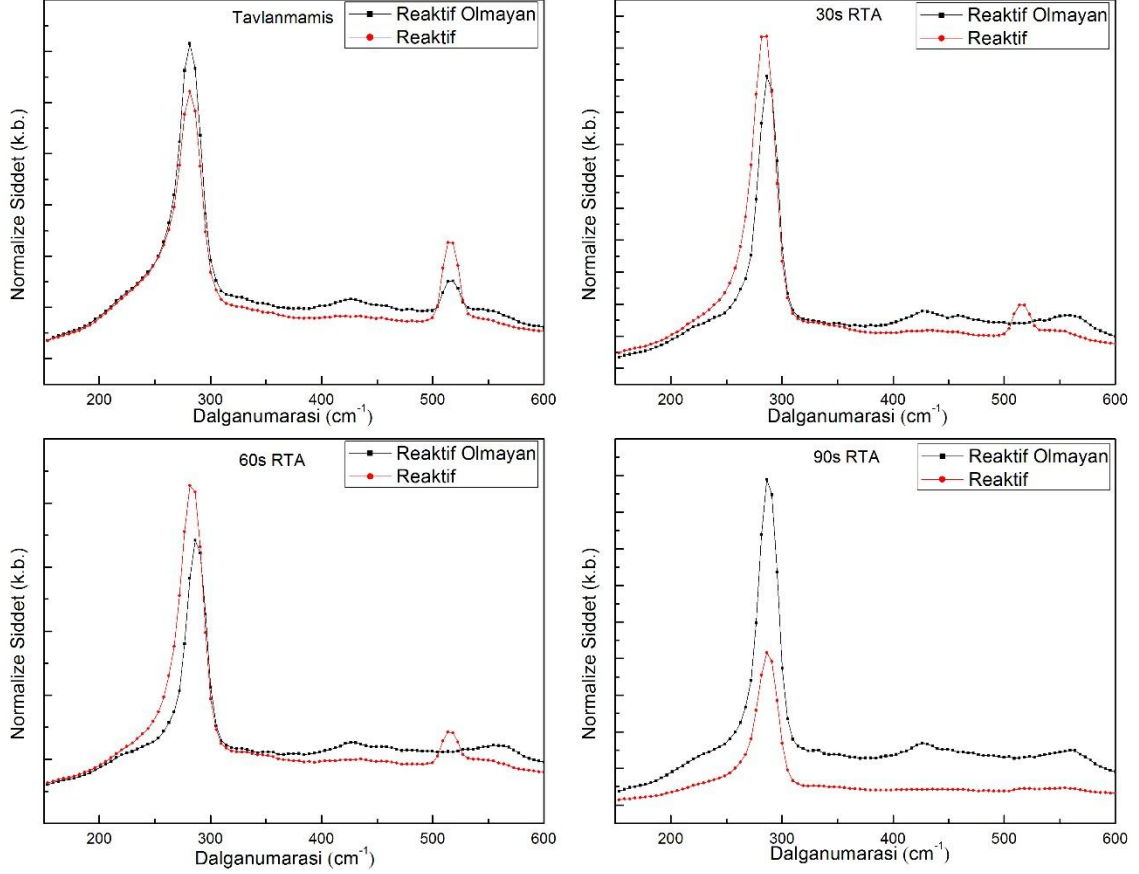 Tavlanmamis
Reaktif Olmayan
Reaktif
Normalize Siddet (k.b.)
200 300 400 500 600
Dalganumarasi (cm⁻¹)
30s RTA
Reaktif Olmayan
Reaktif
Normalize Siddet (k.b.)
200 300 400 500 600
Dalganumarasi (cm⁻¹)
60s RTA
Reaktif Olmayan
Reaktif
Normalize Siddet (k.b.)
200 300 400 500 600
Dalganumarasi (cm⁻¹)
90s RTA
Reaktif Olmayan
Reaktif
Normalize Siddet (k.b.)
200 300 400 500 600
Dalganumarasi (cm⁻¹)